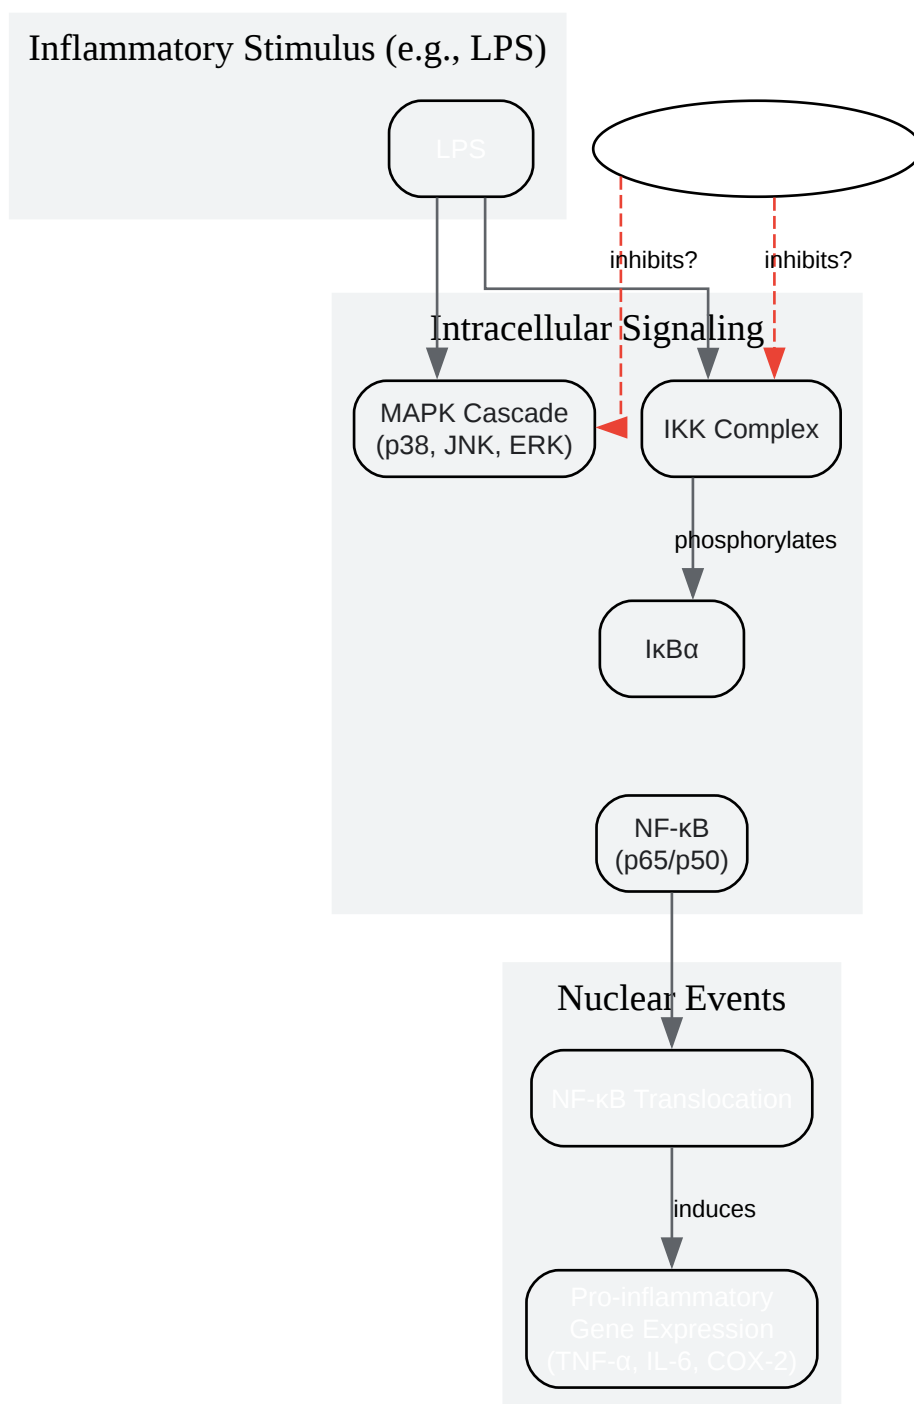 Inflammatory Stimulus (e.g., LPS)
LPS
inhibits?
inhibits?
Intracellular Signaling
MAPK Cascade
(p38, JNK, ERK)
IKK Complex
phosphorylates
IκBα
NF-κB
(p65/p50)
Nuclear Events
NF-κB Translocation
induces
Pro-inflammatory
Gene Expression
(TNF-α, IL-6, COX-2)